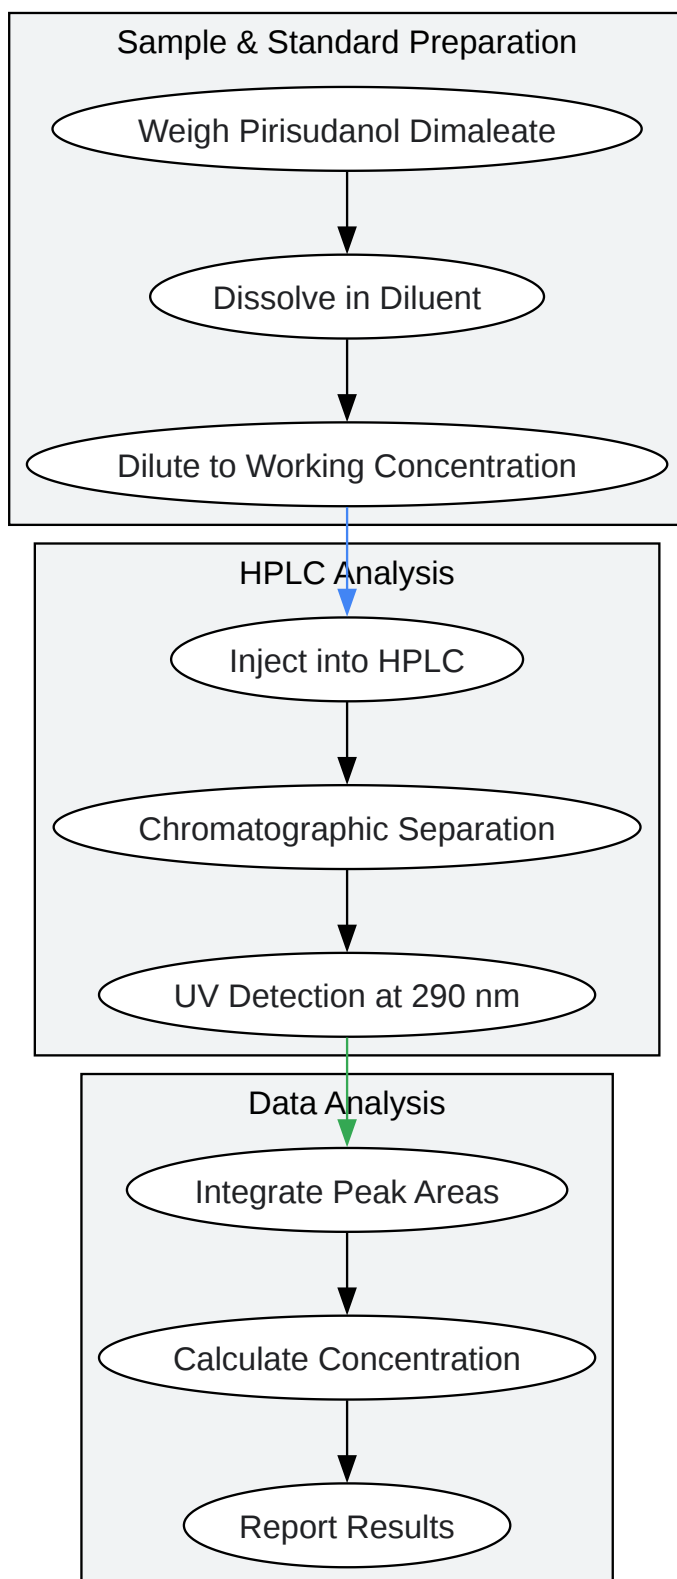 Sample & Standard Preparation
Weigh Pirisudanol Dimaleate
Dissolve in Diluent
Dilute to Working Concentration
HPLC Analysis
Inject into HPLC
Chromatographic Separation
UV Detection at 290 nm
Data Analysis
Integrate Peak Areas
Calculate Concentration
Report Results